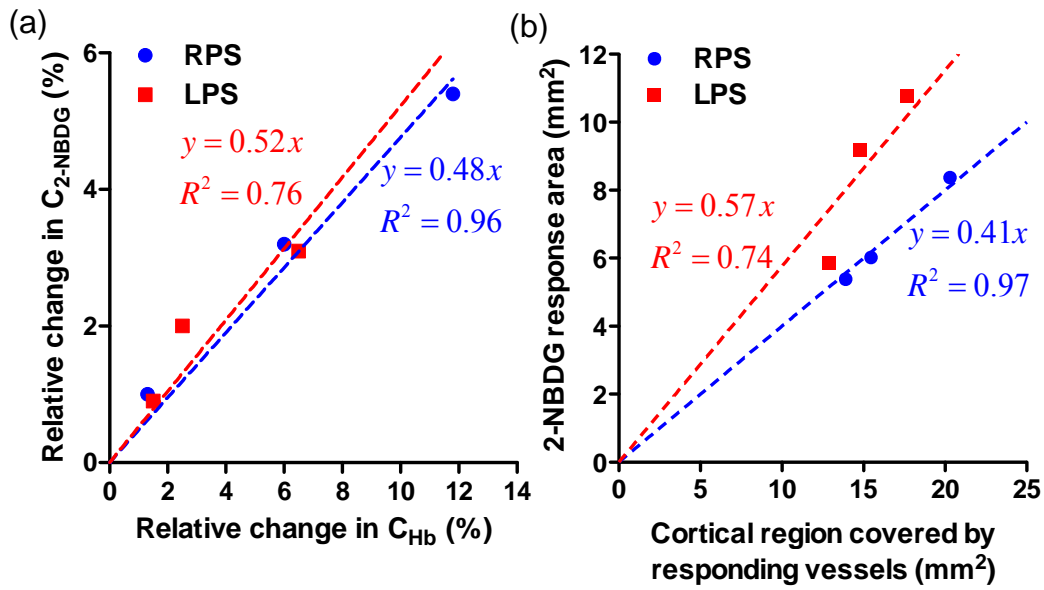 (a)
RPS
LPS
y = 0.52x
R² = 0.76
y = 0.48x
R² = 0.96
Relative change in C₂₋NBDG (%)
6
4
2
0
0 2 4 6 8 10 12 14
Relative change in CHb (%)
(b)
RPS
LPS
y = 0.57x
R² = 0.74
y = 0.41x
R² = 0.97
2-NBDG response area (mm²)
12
10
8
6
4
2
0
0 5 10 15 20 25
Cortical region covered by
responding vessels (mm²)